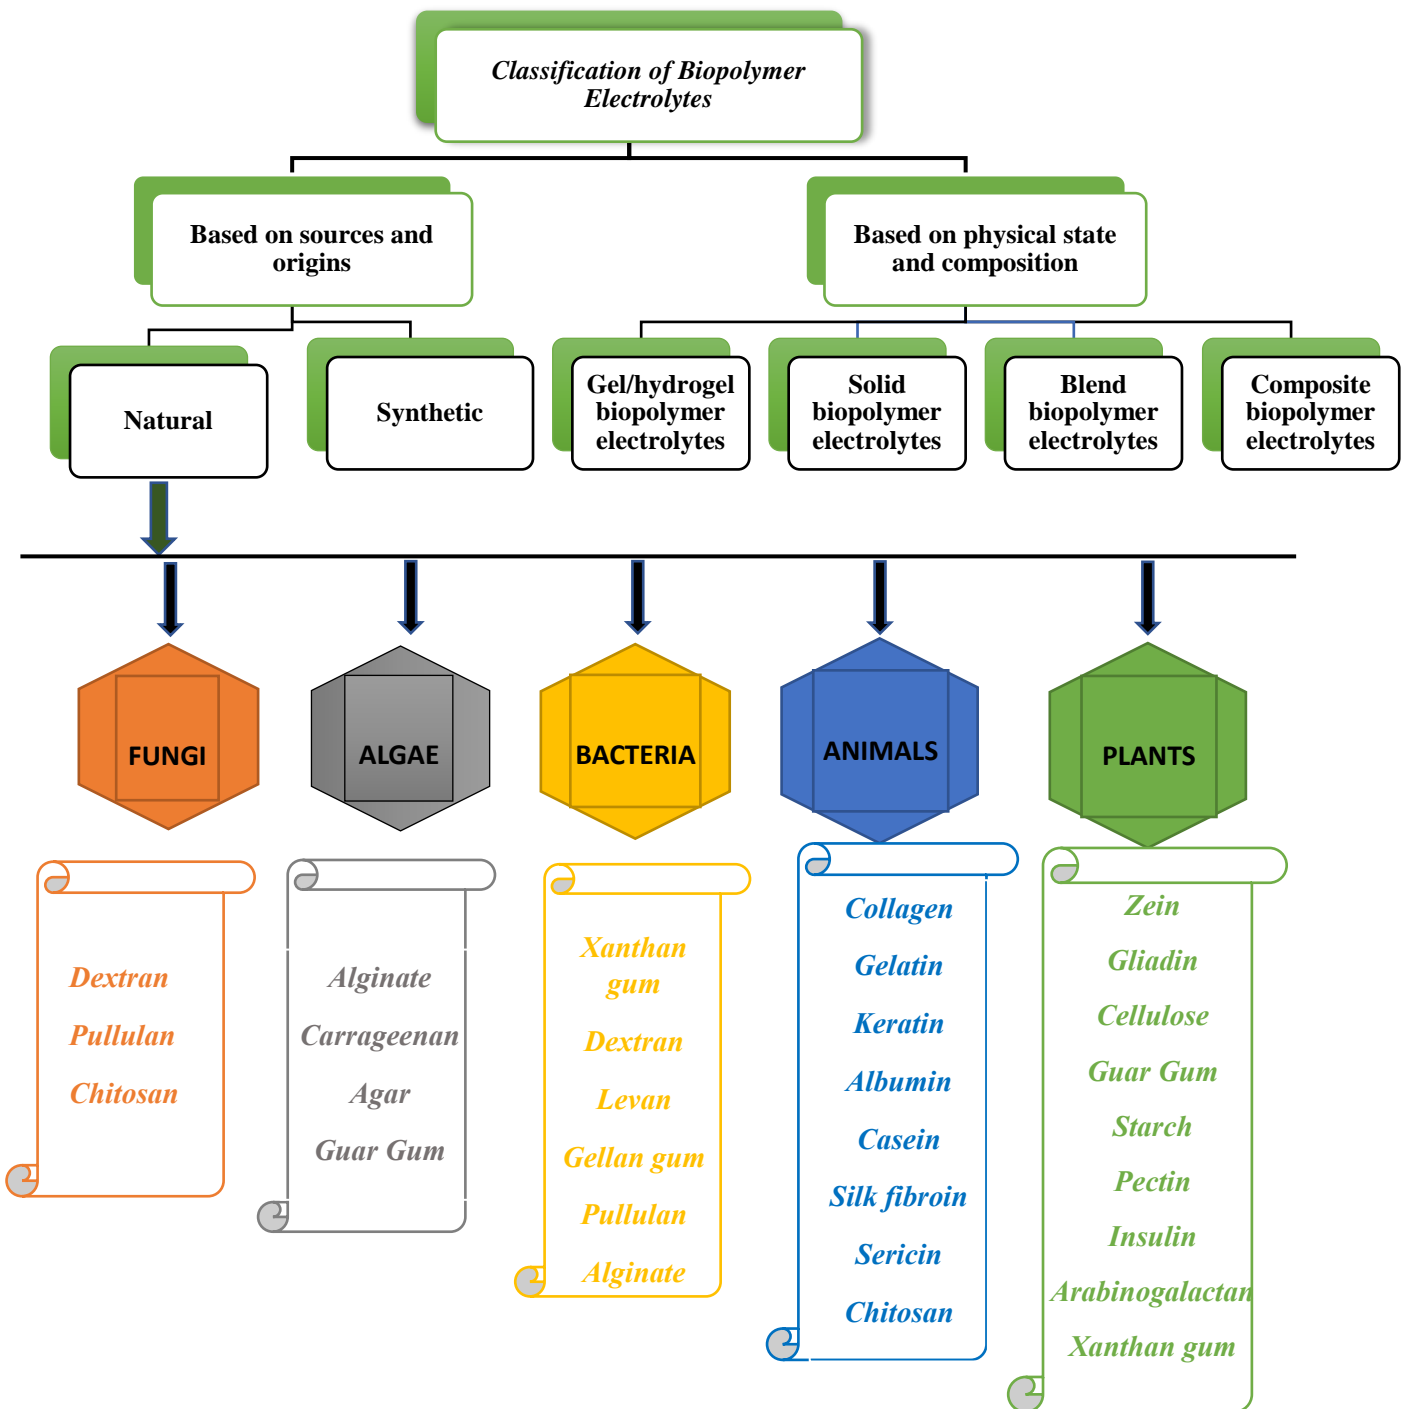 Classification of Biopolymer
Electrolytes
Based on sources and
origins
Based on physical state
and composition
Natural
Synthetic
Gel/hydrogel
biopolymer
electrolytes
Solid
biopolymer
electrolytes
Blend
biopolymer
electrolytes
Composite
biopolymer
electrolytes
FUNGI
ALGAE
BACTERIA
ANIMALS
PLANTS
Dextran
Pullulan
Chitosan
Alginate
Carrageenan
Agar
Guar Gum
Xanthan
gum
Dextran
Levan
Gellan gum
Pullulan
Alginate
Collagen
Gelatin
Keratin
Albumin
Casein
Silk fibroin
Sericin
Chitosan
Zein
Gliadin
Cellulose
Guar Gum
Starch
Pectin
Insulin
Arabinogalactan
Xanthan gum